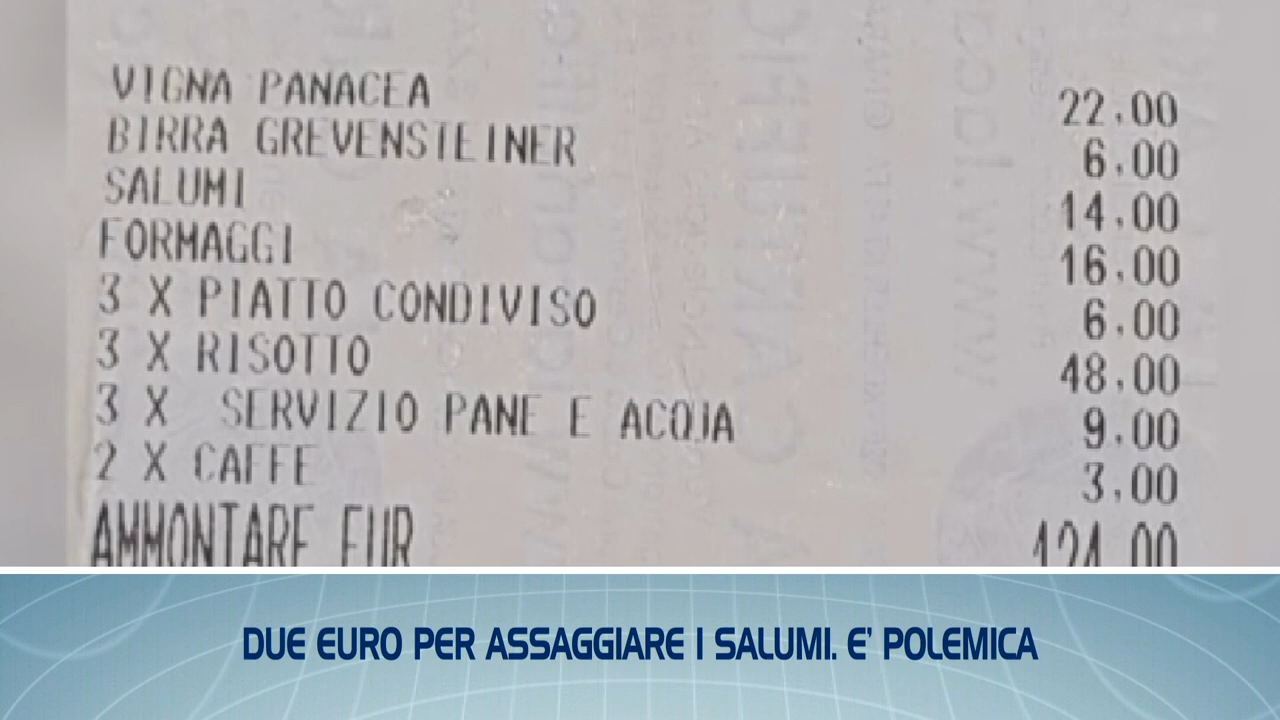 VIGNA PANACEA 22,00
BIRRA GREVENSTEINER 6,00
SALUMI 14,00
FORMAGGI 16,00
3 X PIATTO CONDIVISO 6,00
3 X RISOTTO 48,00
3 X SERVIZIO PANE E ACQUA 9,00
2 X CAFFE 3,00
AMMONTARE EUR 124,00
DUE EURO PER ASSAGGIARE I SALUMI. E' POLEMICA